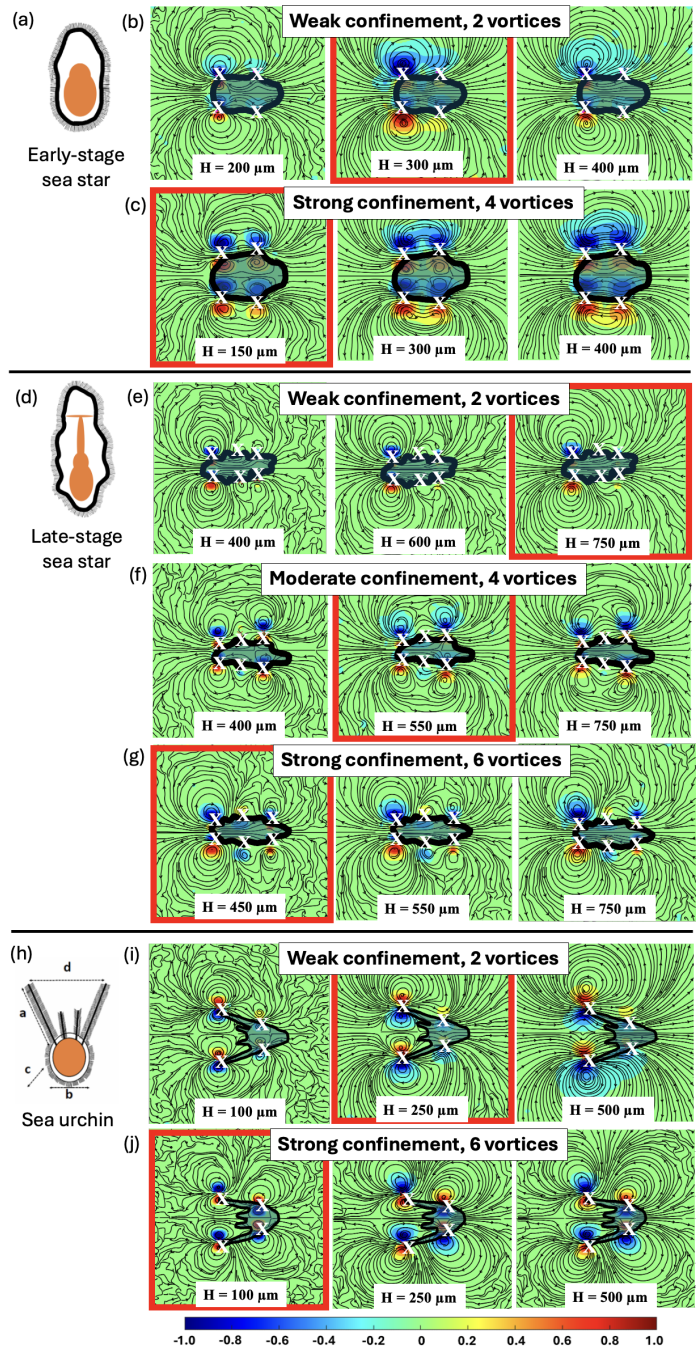 (a)
Early-stage
sea star
(b)
Weak confinement, 2 vortices
X X X X
H = 200 µm
X X X X
H = 300 µm
X X X X
H = 400 µm
(c)
Strong confinement, 4 vortices
X X X X
H = 150 µm
X X X X
H = 300 µm
X X X X
H = 400 µm
(d)
Late-stage
sea star
(e)
Weak confinement, 2 vortices
X X X X X X
H = 400 µm
X X X X X X
H = 600 µm
X X X X X X
H = 750 µm
(f)
Moderate confinement, 4 vortices
X X X X X X
H = 400 µm
X X X X X X
H = 550 µm
X X X X X X
H = 750 µm
(g)
Strong confinement, 6 vortices
X X X X X X
H = 450 µm
X X X X X X
H = 550 µm
X X X X X X
H = 750 µm
(h)
d
a
c
b
Sea urchin
(i)
Weak confinement, 2 vortices
X X X X
H = 100 µm
X X X X
H = 250 µm
X X X X
H = 500 µm
(j)
Strong confinement, 6 vortices
X X X X
H = 100 µm
X X X X
H = 250 µm
X X X X
H = 500 µm
-1.0 -0.8 -0.6 -0.4 -0.2 0 0.2 0.4 0.6 0.8 1.0